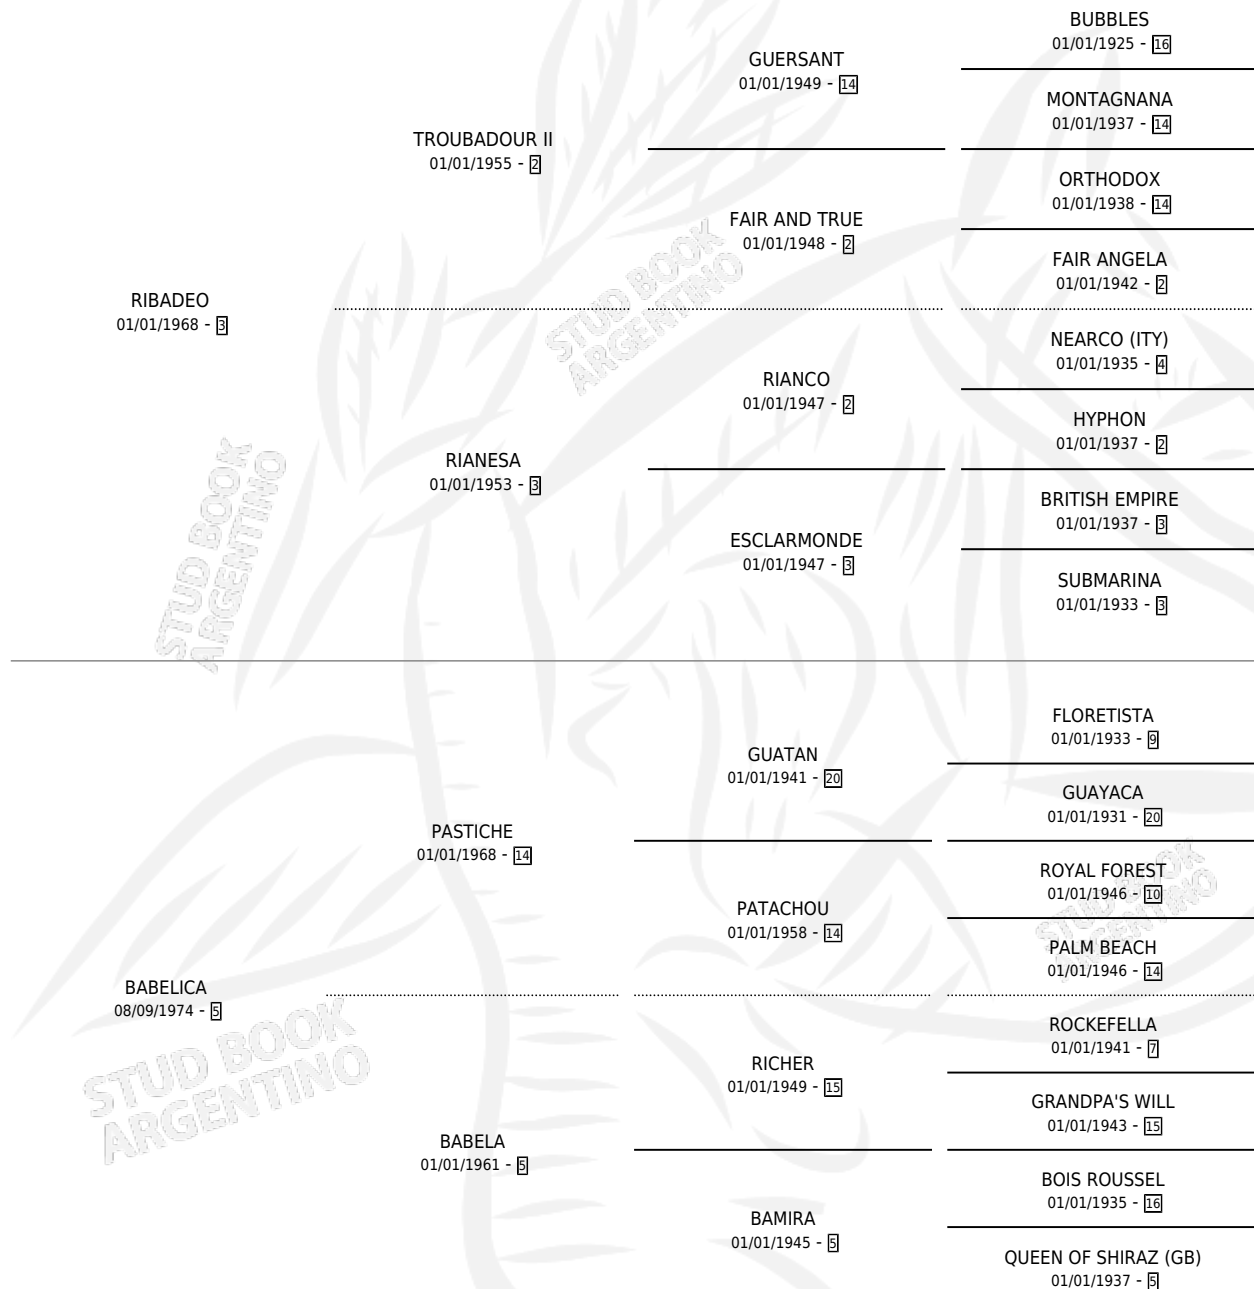 BUBBLES
01/01/1925 - 16
GUERSANT
01/01/1949 - 14
MONTAGNANA
01/01/1937 - 14
TROUBADOUR II
01/01/1955 - 2
ORTHODOX
01/01/1938 - 14
FAIR AND TRUE
01/01/1948 - 2
FAIR ANGELA
01/01/1942 - 2
RIBADEO
01/01/1968 - 3
NEARCO (ITY)
01/01/1935 - 4
RIANCO
01/01/1947 - 2
HYPHON
01/01/1937 - 2
RIANESA
01/01/1953 - 3
BRITISH EMPIRE
01/01/1937 - 3
ESCLARMONDE
01/01/1947 - 3
SUBMARINA
01/01/1933 - 3
FLORETISTA
01/01/1933 - 9
GUATAN
01/01/1941 - 20
GUAYACA
01/01/1931 - 20
PASTICHE
01/01/1968 - 14
ROYAL FOREST
01/01/1946 - 10
PATACHOU
01/01/1958 - 14
PALM BEACH
01/01/1946 - 14
BABELICA
08/09/1974 - 5
ROCKEFELLA
01/01/1941 - 7
RICHER
01/01/1949 - 15
GRANDPA'S WILL
01/01/1943 - 15
BABELA
01/01/1961 - 5
BOIS ROUSSEL
01/01/1935 - 16
BAMIRA
01/01/1945 - 5
QUEEN OF SHIRAZ (GB)
01/01/1937 - 5
STUD BOOK
ARGENTINO
STUD BOOK
ARGENTINO
STUD BOOK
ARGENTINO
STUD BOOK
ARGENTINO